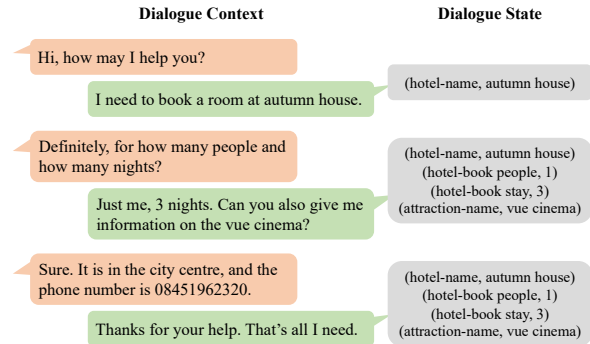 Dialogue Context
Dialogue State
Hi, how may I help you?
I need to book a room at autumn house.
(hotel-name, autumn house)
Definitely, for how many people and
how many nights?
Just me, 3 nights. Can you also give me
information on the vue cinema?
(hotel-name, autumn house)
(hotel-book people, 1)
(hotel-book stay, 3)
(attraction-name, vue cinema)
Sure. It is in the city centre, and the
phone number is 08451962320.
Thanks for your help. That’s all I need.
(hotel-name, autumn house)
(hotel-book people, 1)
(hotel-book stay, 3)
(attraction-name, vue cinema)